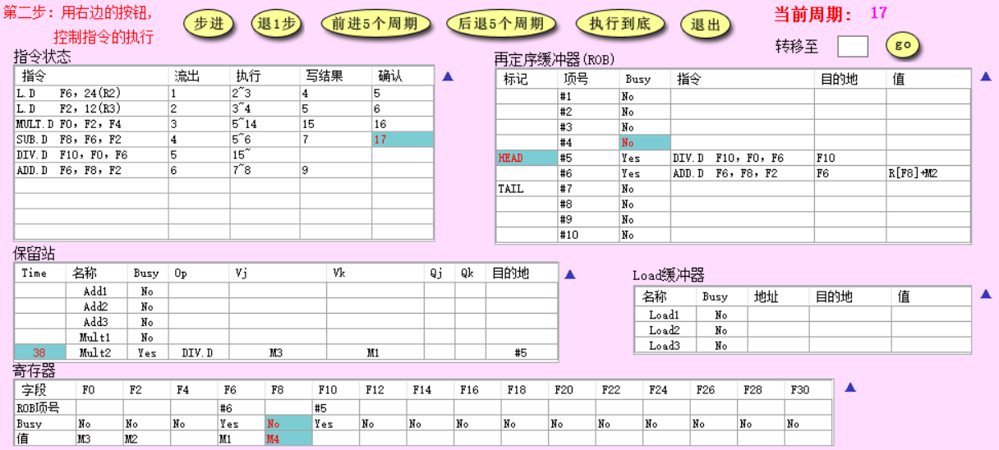 第二步：用右边的按钮，
控制指令的执行
步进 退1步 前进5个周期 后退5个周期 执行到底 退出
当前周期： 17
转移至 go
指令状态
指令 流出 执行 写结果 确认
L.D F6, 24(R2) 1 2~3 4 5
L.D F2, 12(R3) 2 3~4 5 6
MULT.D F0, F2, F4 3 5~14 15 16
SUB.D F8, F6, F2 4 5~6 7 17
DIV.D F10, F0, F6 5 15~
ADD.D F6, F8, F2 6 7~8 9
再定序缓冲器(ROB)
标记 项号 Busy 指令 目的地 值
#1 No
#2 No
#3 No
#4 No
HEAD #5 Yes DIV.D F10, F0, F6 F10
#6 Yes ADD.D F6, F8, F2 F6 R[F8]+M2
TAIL #7 No
#8 No
#9 No
#10 No
保留站
Time 名称 Busy Op Vj Vk Qj Qk 目的地
Add1 No
Add2 No
Add3 No
Mult1 No
38 Mult2 Yes DIV.D M3 M1 #5
Load缓冲器
名称 Busy 地址 目的地 值
Load1 No
Load2 No
Load3 No
寄存器
字段 F0 F2 F4 F6 F8 F10 F12 F14 F16 F18 F20 F22 F24 F26 F28 F30
ROB项号 #6 #5
Busy No No No Yes No Yes No No No No No No No No No No
值 M3 M2 M1 M4